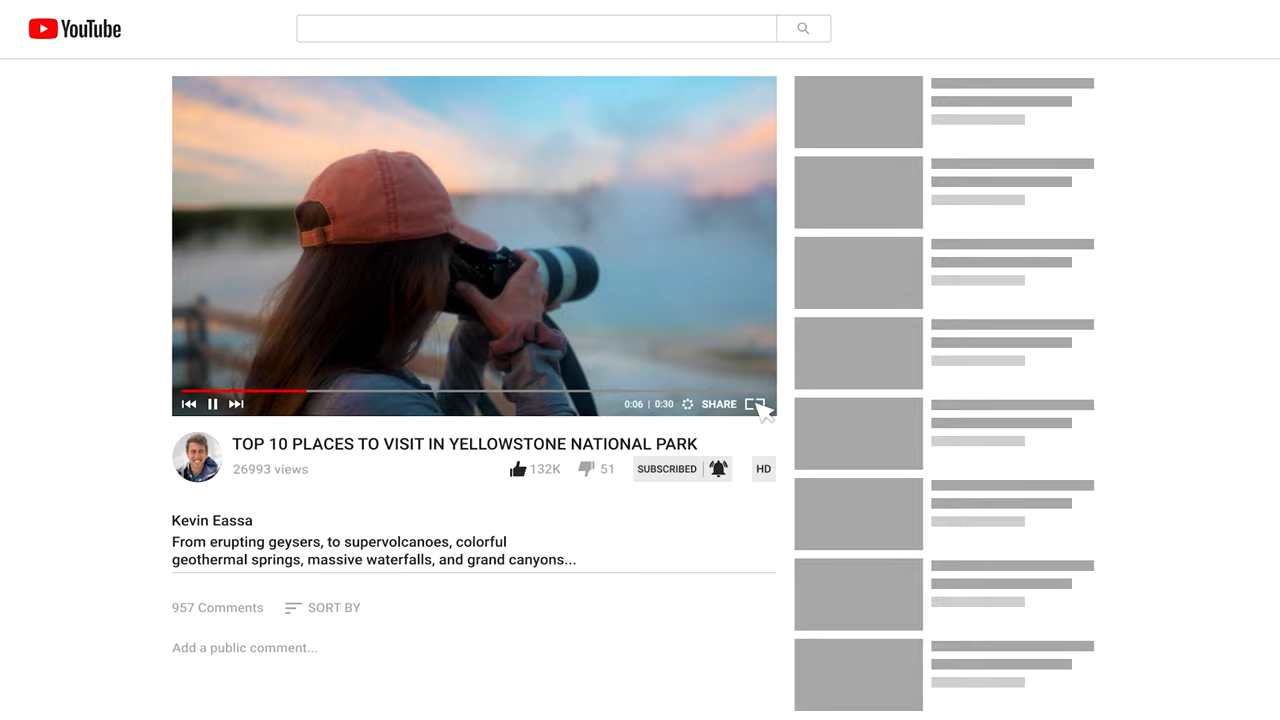 YouTube
0:06 | 0:30 SHARE
TOP 10 PLACES TO VISIT IN YELLOWSTONE NATIONAL PARK
26993 views 132K 51 SUBSCRIBED HD
Kevin Eassa
From erupting geysers, to supervolcanoes, colorful
geothermal springs, massive waterfalls, and grand canyons...
957 Comments SORT BY
Add a public comment...